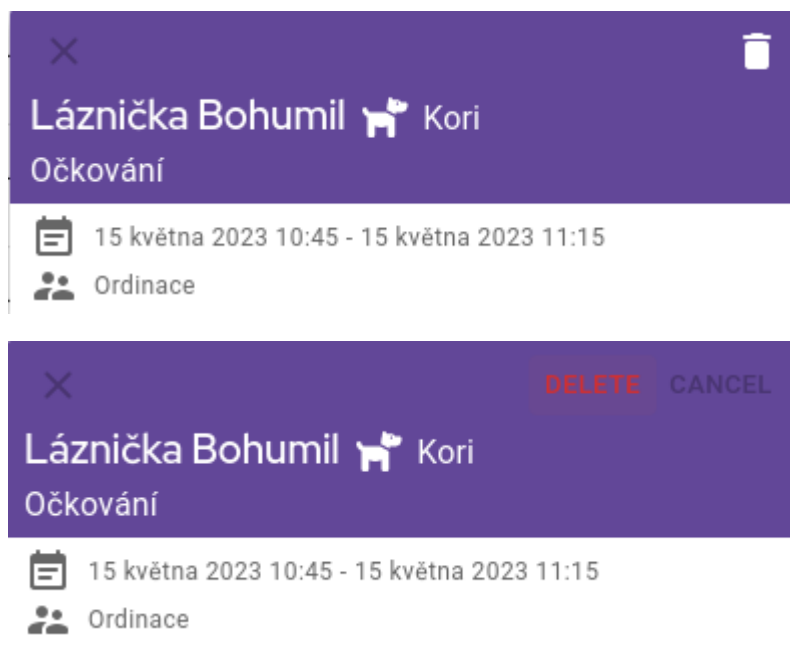 Láznička Bohumil Kori
Očkování
15 května 2023 10:45 - 15 května 2023 11:15
Ordinace
DELETE CANCEL
Láznička Bohumil Kori
Očkování
15 května 2023 10:45 - 15 května 2023 11:15
Ordinace